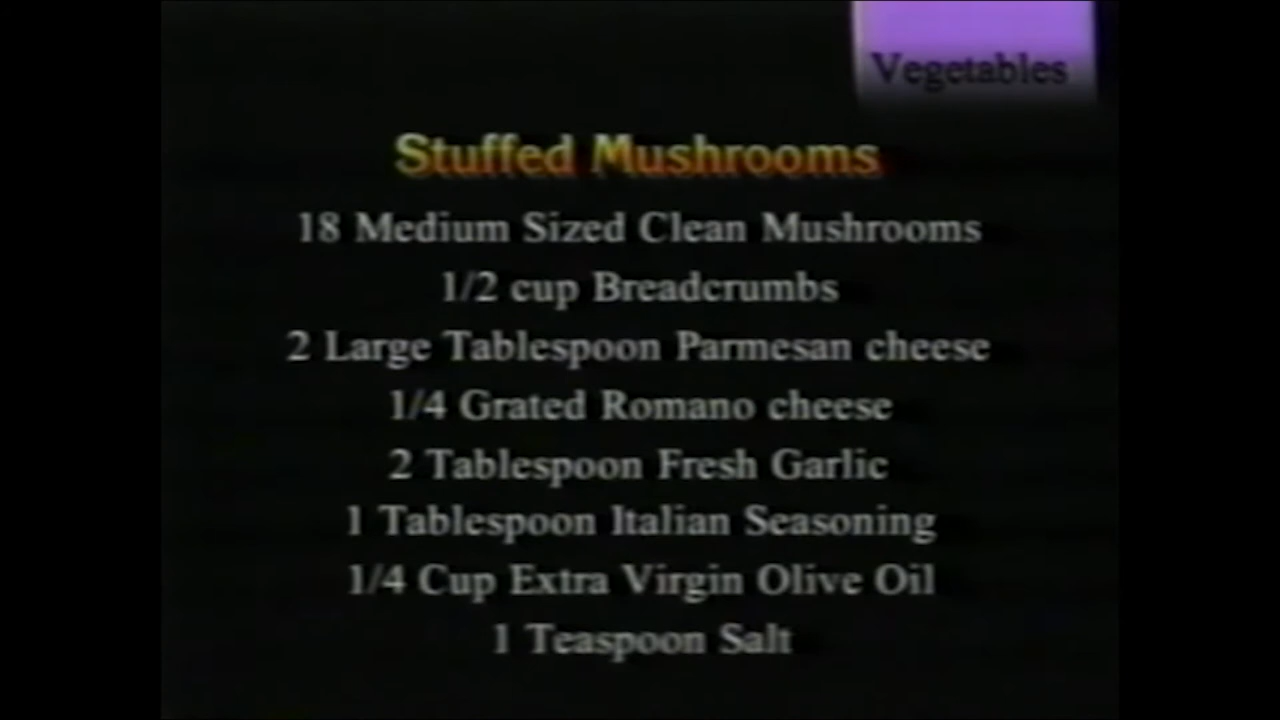 Vegetables
Stuffed Mushrooms
18 Medium Sized Clean Mushrooms
1/2 cup Breadcrumbs
2 Large Tablespoon Parmesan cheese
1/4 Grated Romano cheese
2 Tablespoon Fresh Garlic
1 Tablespoon Italian Seasoning
1/4 Cup Extra Virgin Olive Oil
1 Teaspoon Salt